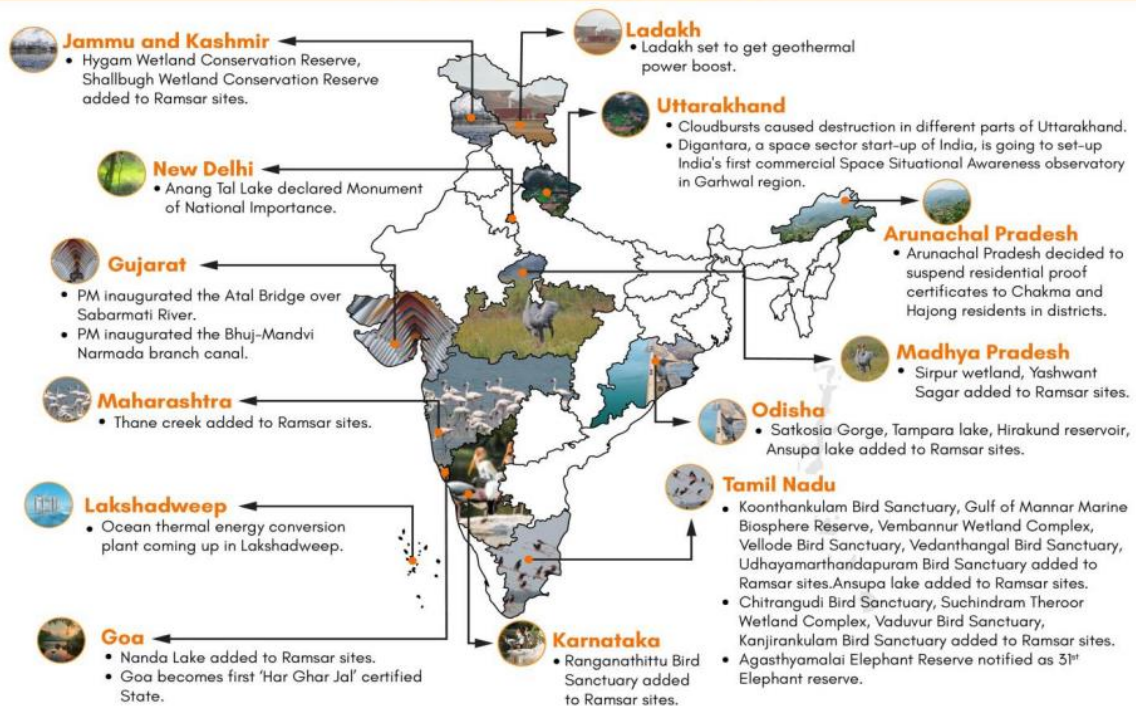 Jammu and Kashmir
• Hygam Wetland Conservation Reserve,
Shallbugh Wetland Conservation Reserve
added to Ramsar sites.
Ladakh
• Ladakh set to get geothermal
power boost.
Uttarakhand
• Cloudbursts caused destruction in different parts of Uttarakhand.
• Digantara, a space sector start-up of India, is going to set-up
India's first commercial Space Situational Awareness observatory
in Garhwal region.
New Delhi
• Anang Tal Lake declared Monument
of National Importance.
Arunachal Pradesh
• Arunachal Pradesh decided to
suspend residential proof
certificates to Chakma and
Hajong residents in districts.
Gujarat
• PM inaugurated the Atal Bridge over
Sabarmati River.
• PM inaugurated the Bhuj-Mandvi
Narmada branch canal.
Madhya Pradesh
• Sirpur wetland, Yashwant
Sagar added to Ramsar sites.
Maharashtra
• Thane creek added to Ramsar sites.
Odisha
• Satkosia Gorge, Tampara lake, Hirakund reservoir,
Ansupa lake added to Ramsar sites.
Lakshadweep
• Ocean thermal energy conversion
plant coming up in Lakshadweep.
Tamil Nadu
• Koonthankulam Bird Sanctuary, Gulf of Mannar Marine
Biosphere Reserve, Vembannur Wetland Complex,
Vellode Bird Sanctuary, Vedanthangal Bird Sanctuary,
Udhayamarthandapuram Bird Sanctuary added to
Ramsar sites.Ansupa lake added to Ramsar sites.
• Chitrangudi Bird Sanctuary, Suchindram Theroor
Wetland Complex, Vaduvur Bird Sanctuary,
Kanjirankulam Bird Sanctuary added to Ramsar sites.
• Agasthyamalai Elephant Reserve notified as 31st
Elephant reserve.
Goa
• Nanda Lake added to Ramsar sites.
• Goa becomes first 'Har Ghar Jal' certified
State.
Karnataka
• Ranganathittu Bird
Sanctuary added
to Ramsar sites.